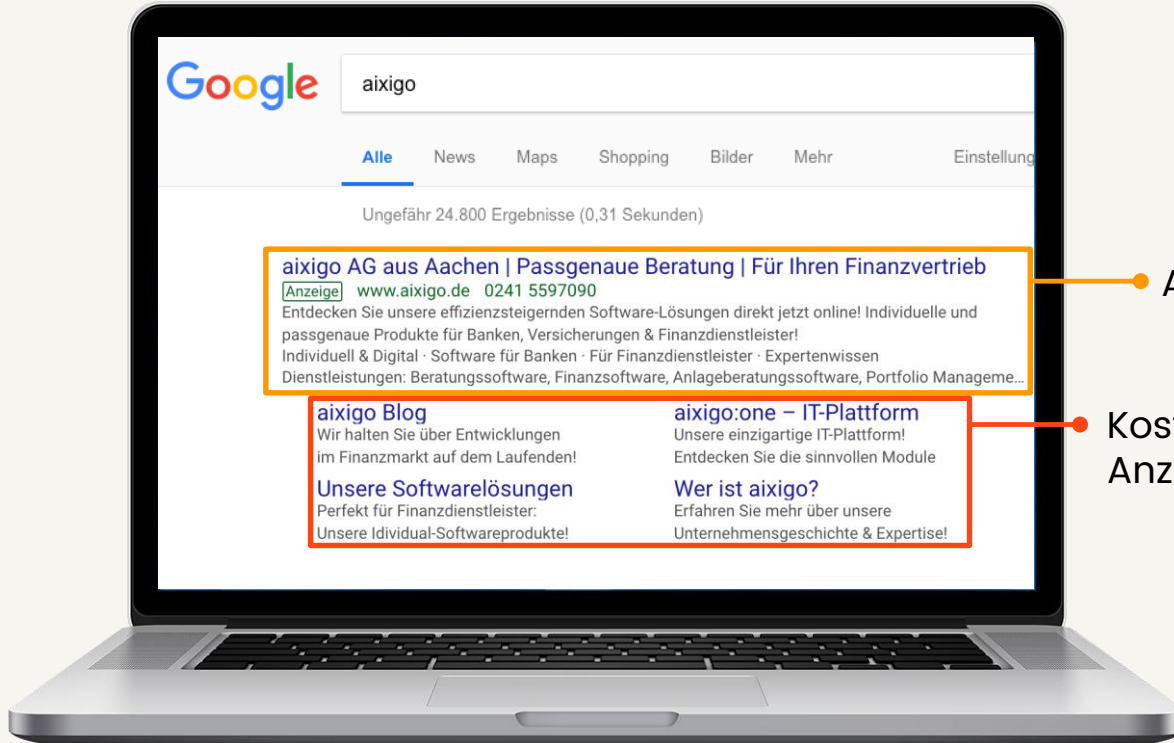 Google
aixigo
Alle News Maps Shopping Bilder Mehr Einstellung
Ungefähr 24.800 Ergebnisse (0,31 Sekunden)
aixigo AG aus Aachen | Passgenaue Beratung | Für Ihren Finanzvertrieb
Anzeige www.aixigo.de 0241 5597090
Entdecken Sie unsere effizienzsteigernden Software-Lösungen direkt jetzt online! Individuelle und
passgenaue Produkte für Banken, Versicherungen & Finanzdienstleister!
Individuell & Digital · Software für Banken · Für Finanzdienstleister · Expertenwissen
Dienstleistungen: Beratungssoftware, Finanzsoftware, Anlageberatungssoftware, Portfolio Manageme...
A
aixigo Blog
Wir halten Sie über Entwicklungen
im Finanzmarkt auf dem Laufenden!
aixigo:one – IT-Plattform
Unsere einzigartige IT-Plattform!
Entdecken Sie die sinnvollen Module
Unsere Softwarelösungen
Perfekt für Finanzdienstleister:
Unsere Idividual-Softwareprodukte!
Wer ist aixigo?
Erfahren Sie mehr über unsere
Unternehmensgeschichte & Expertise!
Kos
Anz